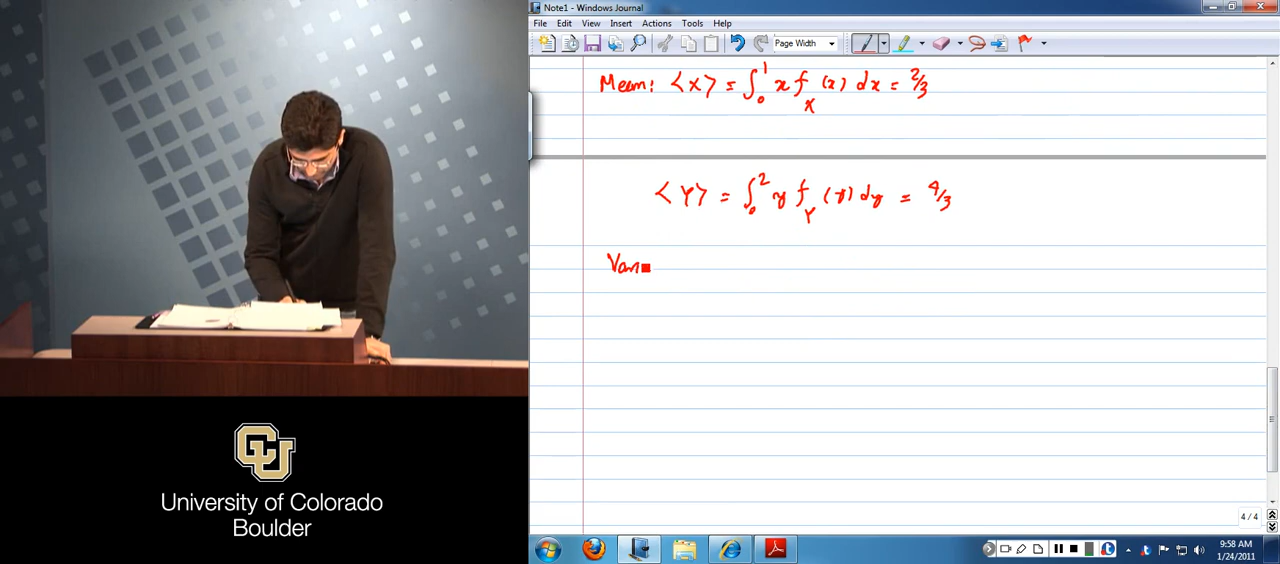 Note1 - Windows Journal
File Edit View Insert Actions Tools Help
Page Width
Mean: <X> = ∫₀¹ x f_X (x) dx = 2/3
<Y> = ∫₀² y f_Y (y) dy = 4/3
Var
4 / 4
CU
University of Colorado
Boulder
9:58 AM
1/24/2011